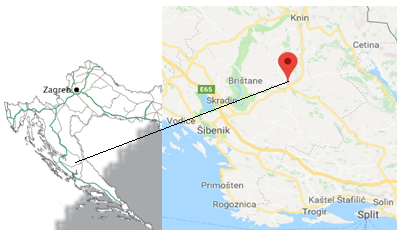 Zagreb
Knin
Cetina
Brištane
E65
Skradin
Vodice
Šibenik
Primošten
Rogoznica
Kaštel Štafilić
Trogir
Solin
Split